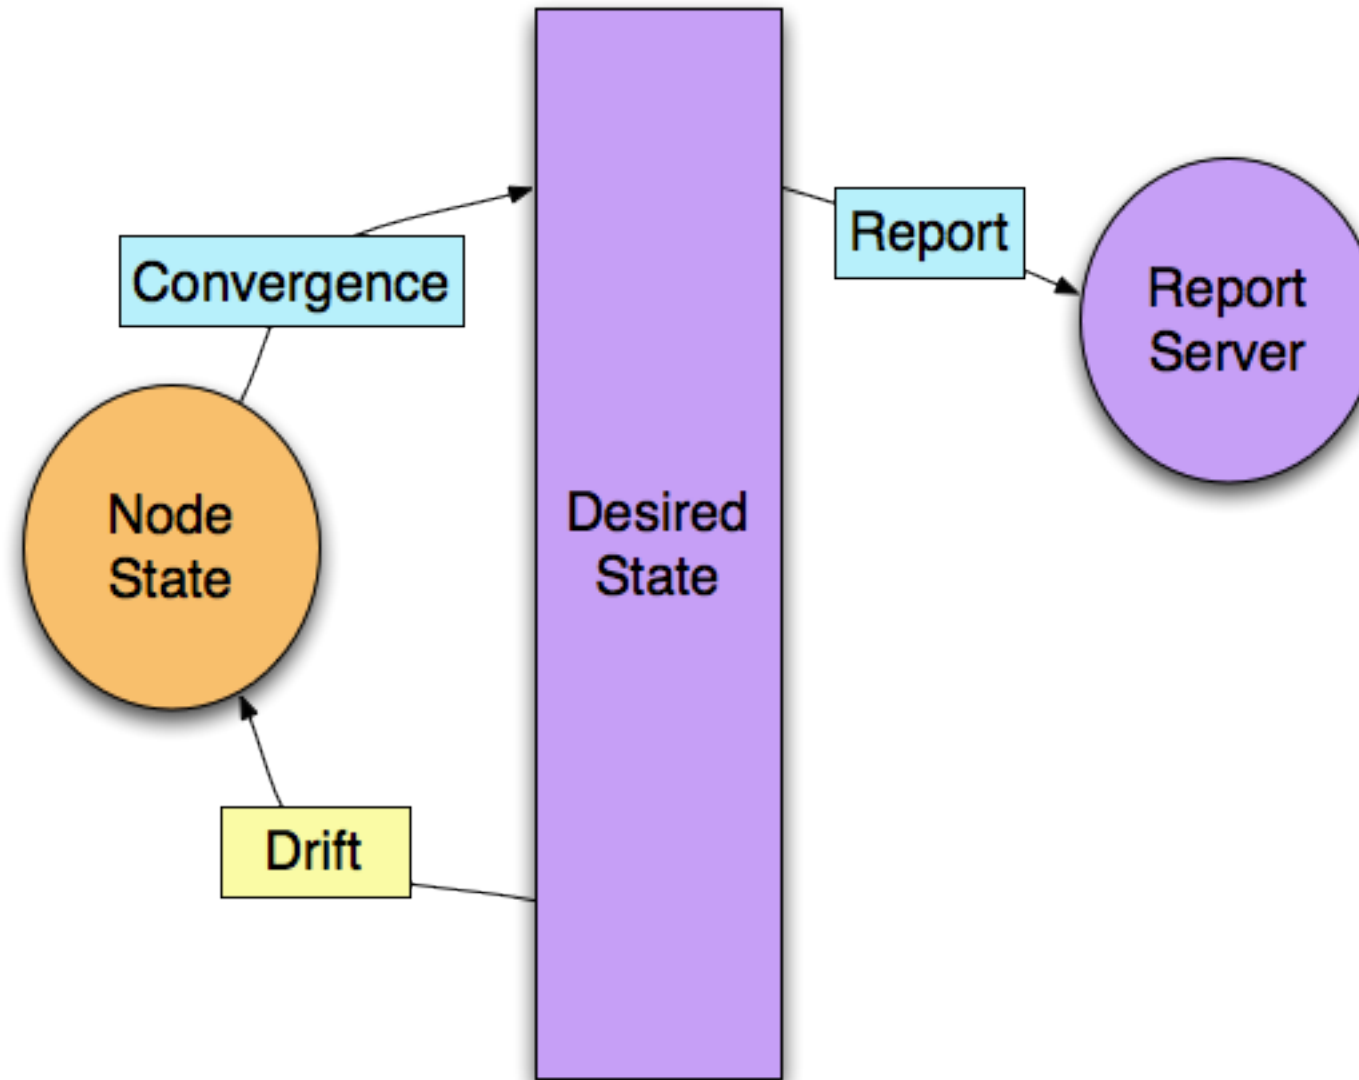 Convergence
Report
Report
Server
Node
State
Desired
State
Drift